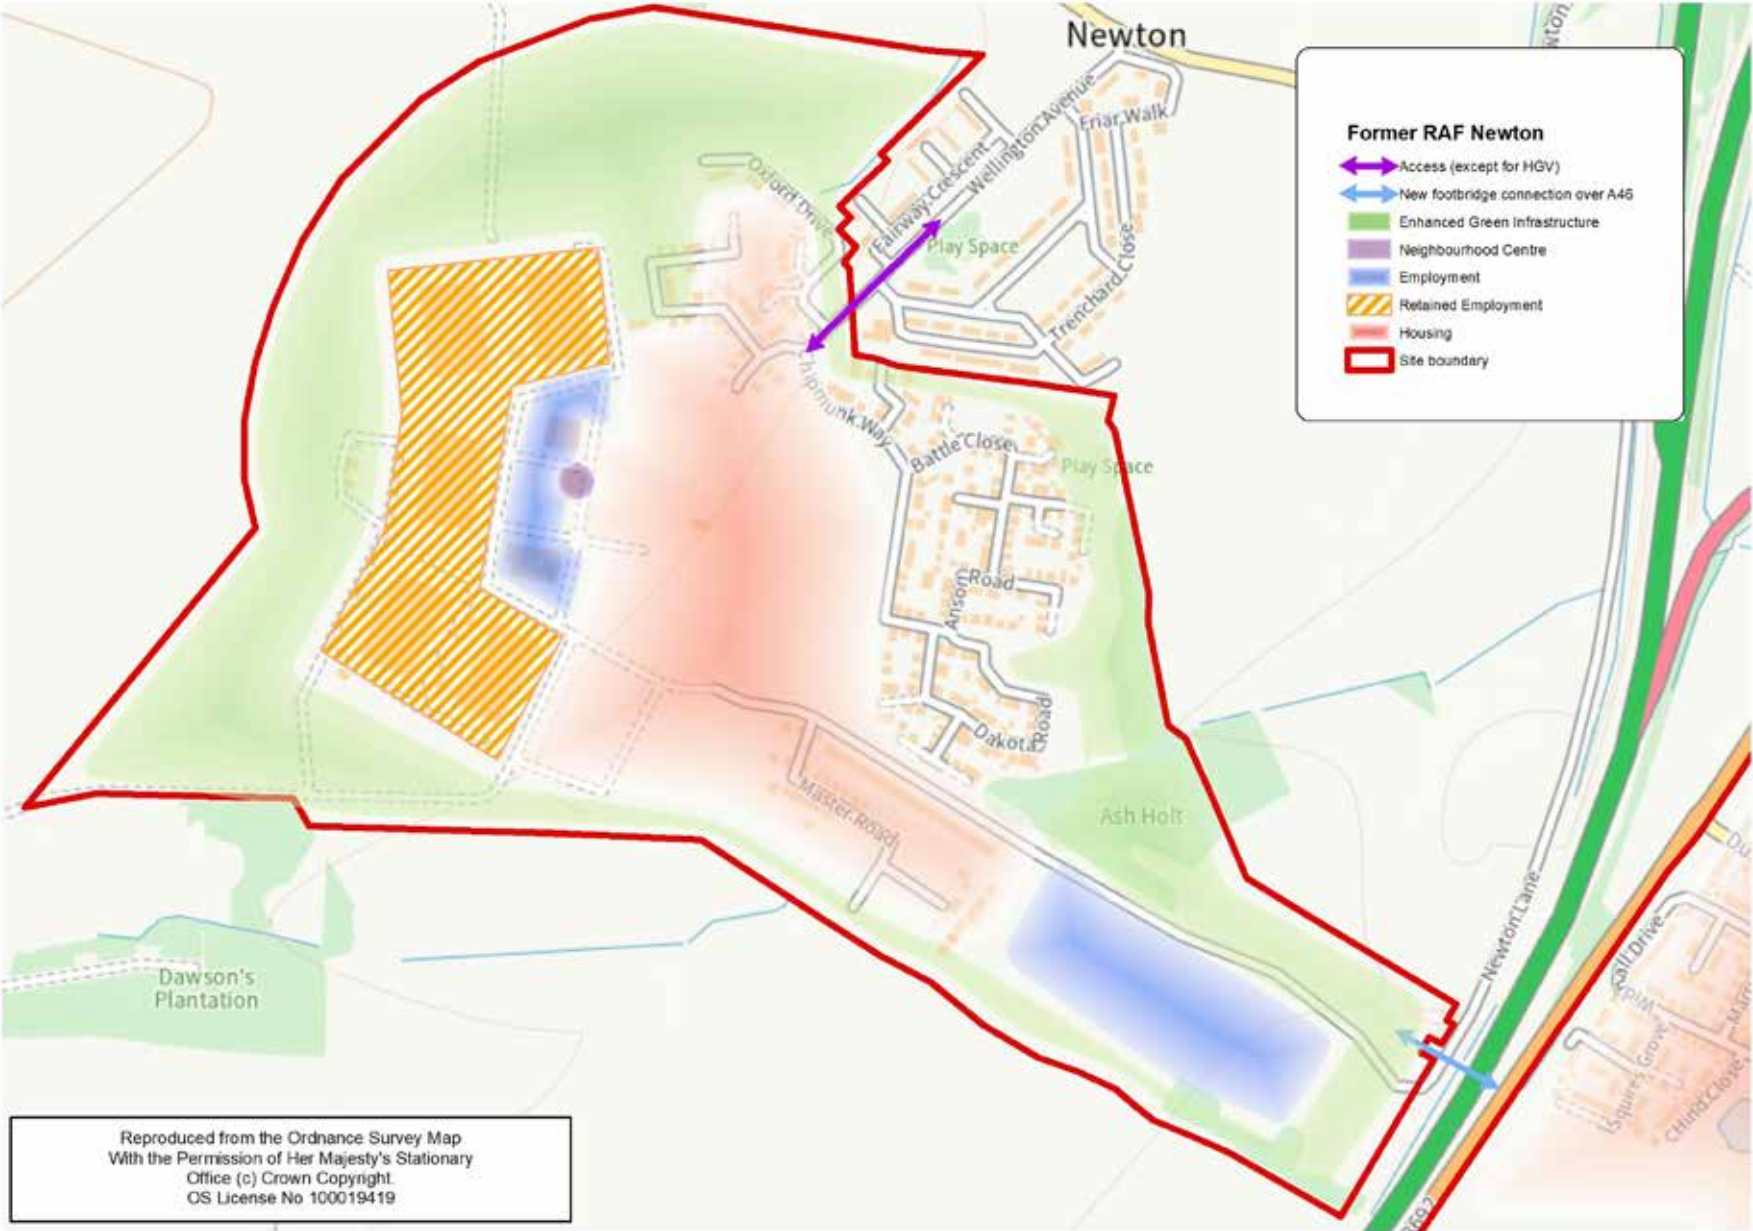 Newton
Former RAF Newton
Access (except for HGV)
New footbridge connection over A46
Enhanced Green Infrastructure
Neighbourhood Centre
Employment
Retained Employment
Housing
Site boundary
Friar Walk
Wellington Avenue
Fairway Crescent
Oxford Drive
Play Space
Trenchard Close
Chipmunk Way
Battle Close
Play Space
Anson
Road
Dakota
Road
Master Road
Ash Holt
Newton Lane
Dawson's
Plantation
Reproduced from the Ordnance Survey Map
With the Permission of Her Majesty's Stationary
Office (c) Crown Copyright.
OS License No 100019419